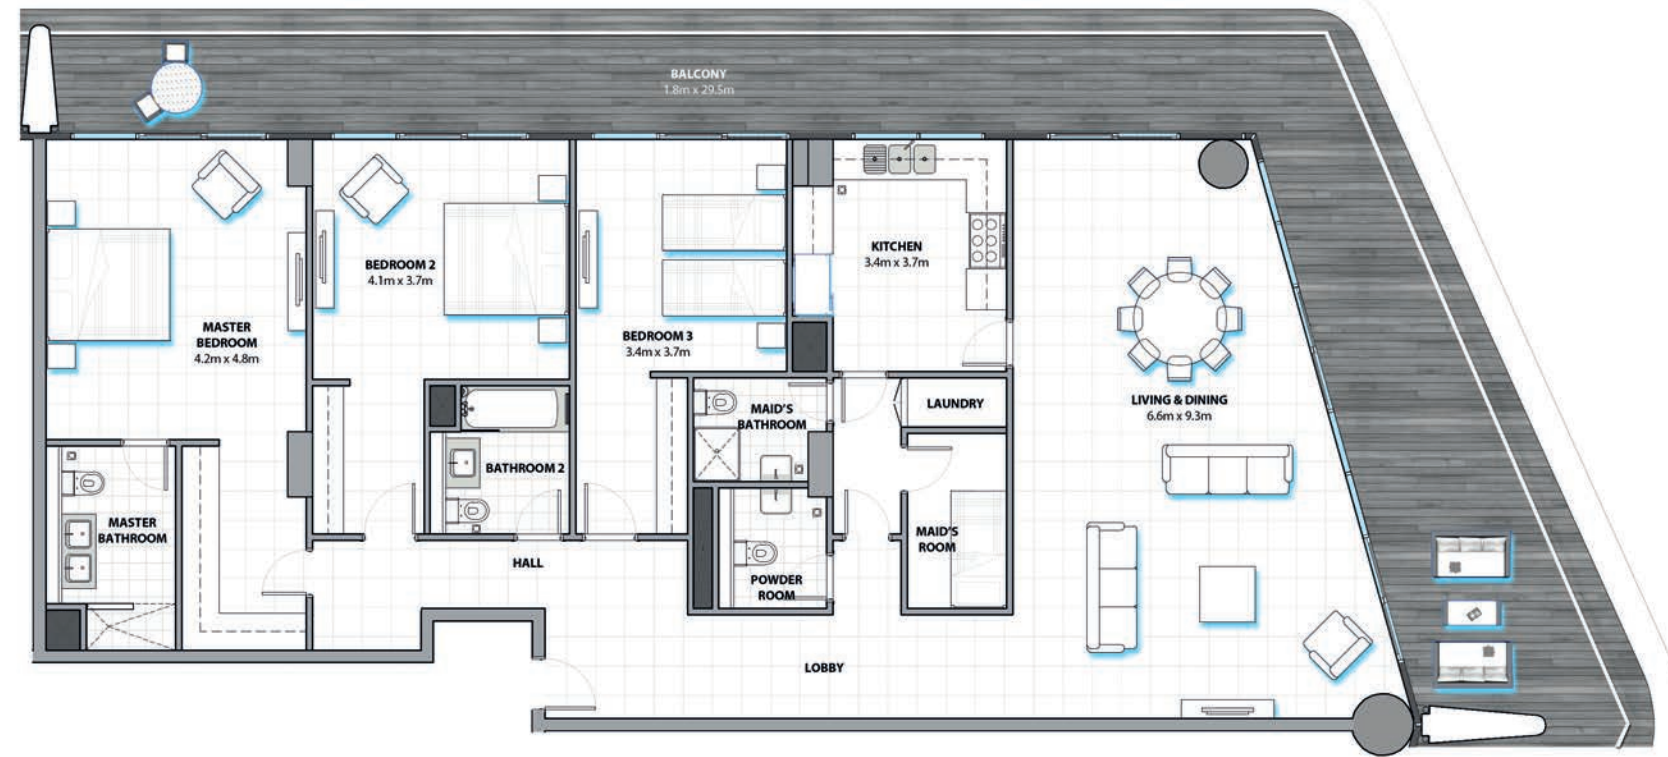 BALCONY
1.8m x 29.5m
MASTER
BEDROOM
4.2m x 4.8m
BEDROOM 2
4.1m x 3.7m
BEDROOM 3
3.4m x 3.7m
KITCHEN
3.4m x 3.7m
LIVING & DINING
6.6m x 9.3m
LAUNDRY
MAID'S
BATHROOM
BATHROOM 2
MASTER
BATHROOM
MAID'S
ROOM
HALL
POWDER
ROOM
LOBBY